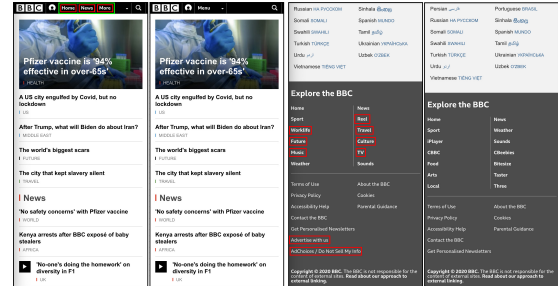 BBC Home News More
Pfizer vaccine is '94%
effective in over-65s'
HEALTH
A US city engulfed by Covid, but no
lockdown
US
After Trump, what will Biden do about Iran?
MIDDLE EAST
The world's biggest scars
FUTURE
The city that kept slavery silent
TRAVEL
News
'No safety concerns' with Pfizer vaccine
WORLD
Kenya arrests after BBC exposé of baby
stealers
AFRICA
'No-one's doing the homework' on
diversity in F1
UK
BBC Menu
Pfizer vaccine is '94%
effective in over-65s'
HEALTH
A US city engulfed by Covid, but no
lockdown
US
After Trump, what will Biden do about Iran?
MIDDLE EAST
The world's biggest scars
FUTURE
The city that kept slavery silent
TRAVEL
News
'No safety concerns' with Pfizer vaccine
WORLD
Kenya arrests after BBC exposé of baby
stealers
AFRICA
'No-one's doing the homework' on
diversity in F1
UK
Russian НА РУССКОМ Sinhala සිංහල
Somali SOMALI Spanish MUNDO
Swahili SWAHILI Tamil தமிழ்
Turkish TÜRKÇE Ukrainian УКРАЇНСЬКА
Urdu اردو Uzbek O'ZBEK
Vietnamese TIẾNG VIỆT
Explore the BBC
Home News
Sport Reel
Worklife Travel
Future Culture
Music TV
Weather Sounds
Terms of Use About the BBC
Privacy Policy Cookies
Accessibility Help Parental Guidance
Contact the BBC
Get Personalised Newsletters
Advertise with us
AdChoices / Do Not Sell My Info
Copyright © 2020 BBC. The BBC is not responsible for the
content of external sites. Read about our approach to
external linking.
Persian فارسی Portuguese BRASIL
Russian НА РУССКОМ Sinhala සිංහල
Somali SOMALI Spanish MUNDO
Swahili SWAHILI Tamil தமிழ்
Turkish TÜRKÇE Ukrainian УКРАЇНСЬКА
Urdu اردو Uzbek O'ZBEK
Vietnamese TIẾNG VIỆT
Explore the BBC
Home News
Sport Weather
iPlayer Sounds
CBBC CBeebies
Food Bitesize
Arts Taster
Local Three
Terms of Use About the BBC
Privacy Policy Cookies
Accessibility Help Parental Guidance
Contact the BBC
Get Personalised Newsletters
Copyright © 2020 BBC. The BBC is not responsible for the
content of external sites. Read about our approach to
external linking.